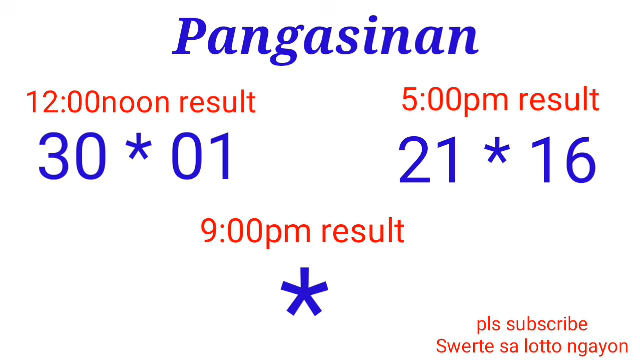 Pangasinan
12:00noon result
30 * 01
5:00pm result
21 * 16
9:00pm result
*
pls subscribe
Swerte sa lotto ngayon